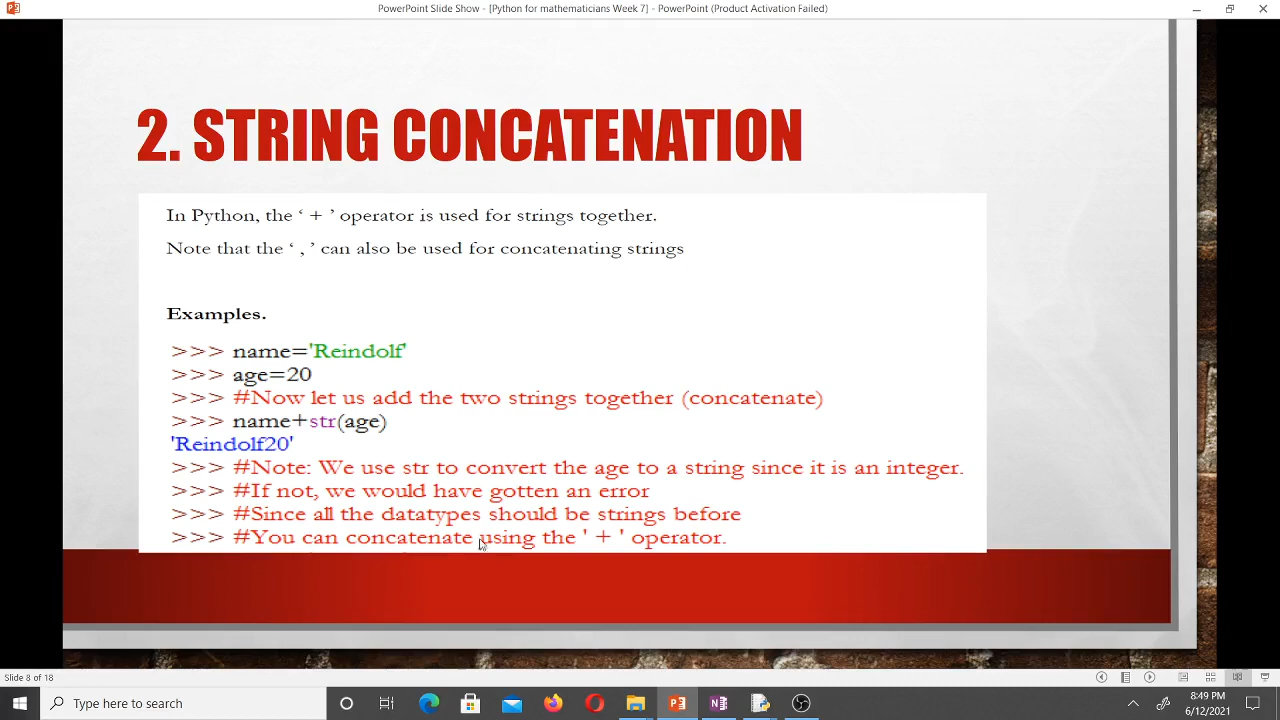 PowerPoint Slide Show - [Python for mathematicians Week 7] - PowerPoint (Product Activation Failed)
2. STRING CONCATENATION
In Python, the ‘ + ’ operator is used for strings together.
Note that the ‘ , ’ can also be used for concatenating strings
Examples.
>>> name='Reindolf'
>>> age=20
>>> #Now let us add the two strings together (concatenate)
>>> name+str(age)
'Reindolf20'
>>> #Note: We use str to convert the age to a string since it is an integer.
>>> #If not, we would have gotten an error
>>> #Since all the datatypes should be strings before
>>> #You can concatenate using the ' + ' operator.
Slide 8 of 18
Type here to search
8:49 PM
6/12/2021